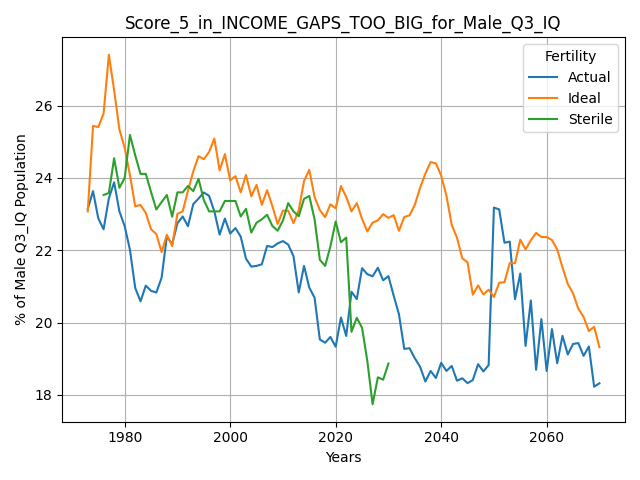 Score_5_in_INCOME_GAPS_TOO_BIG_for_Male_Q3_IQ
Fertility
Actual
Ideal
Sterile
% of Male Q3_IQ Population
26
24
22
20
18
1980
2000
2020
2040
2060
Years